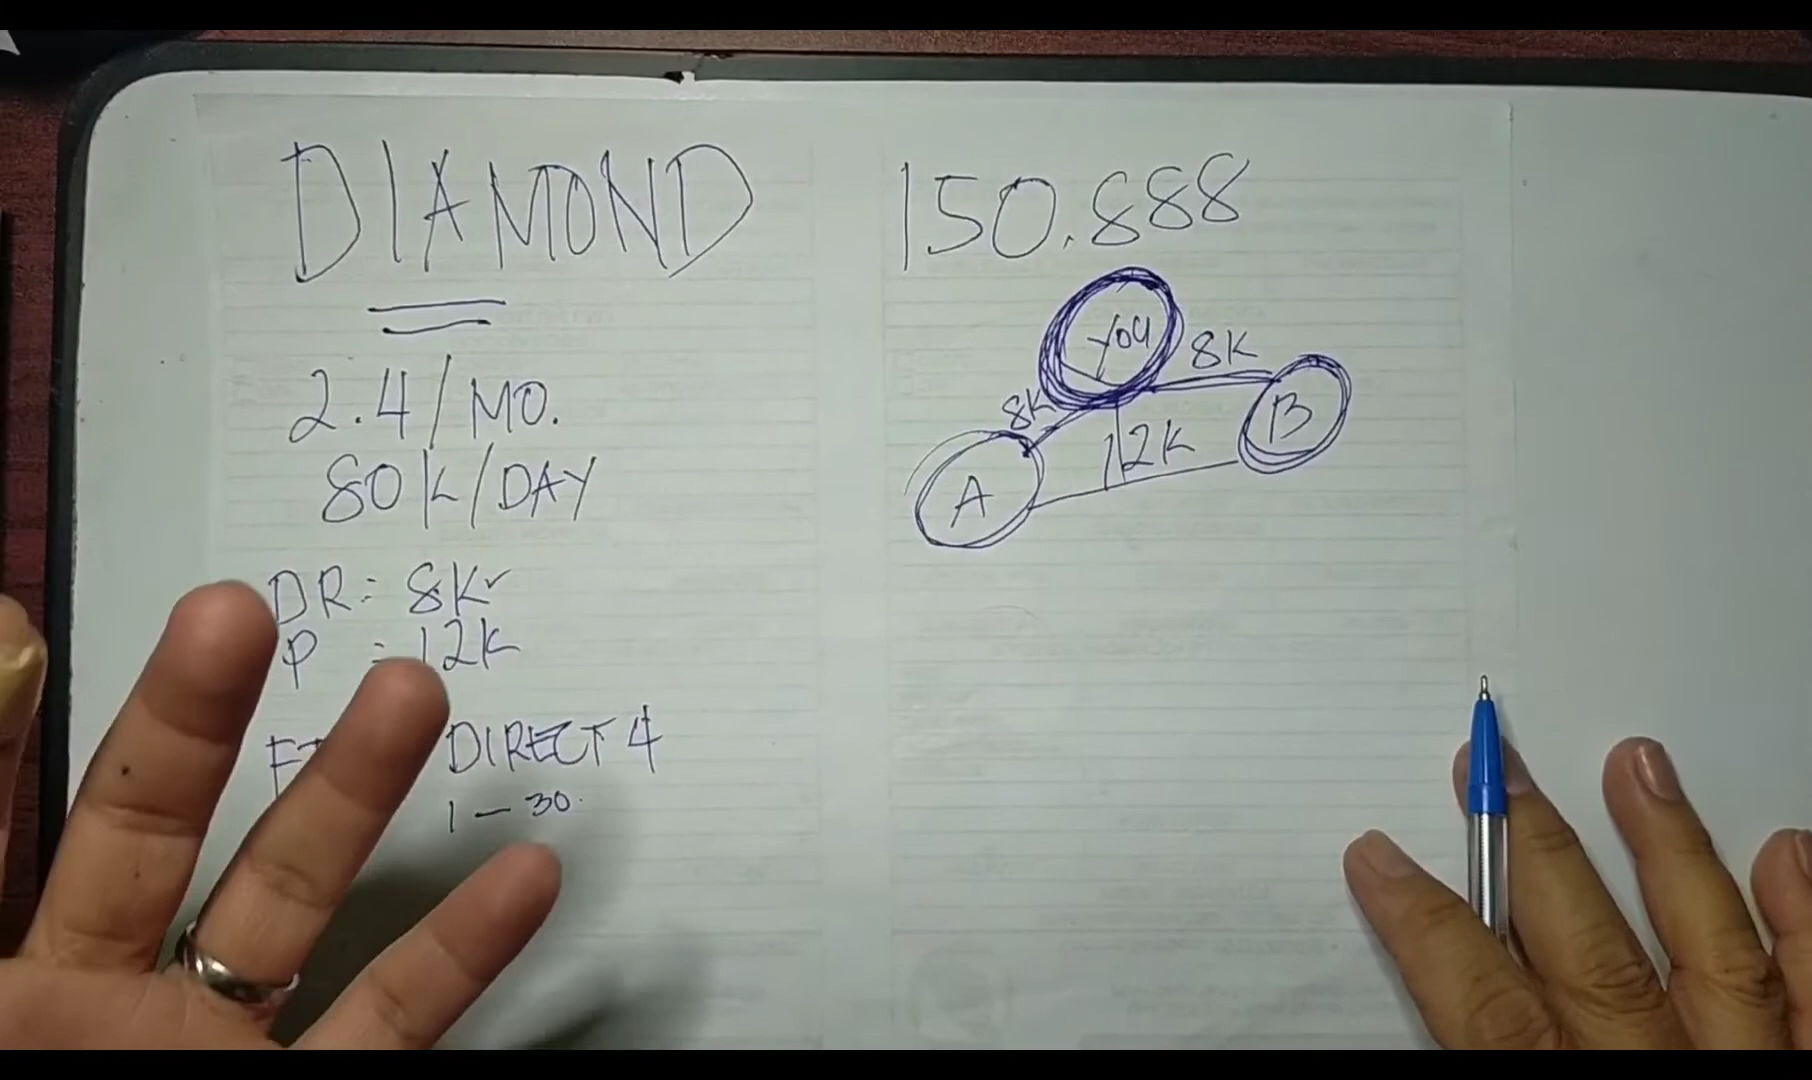 DIAMOND
2.4/MO.
80K/DAY
DR: 8K
P = 12K
DIRECT 4
1 - 30.
150.888
YOU
8K
8K
12K
A
B